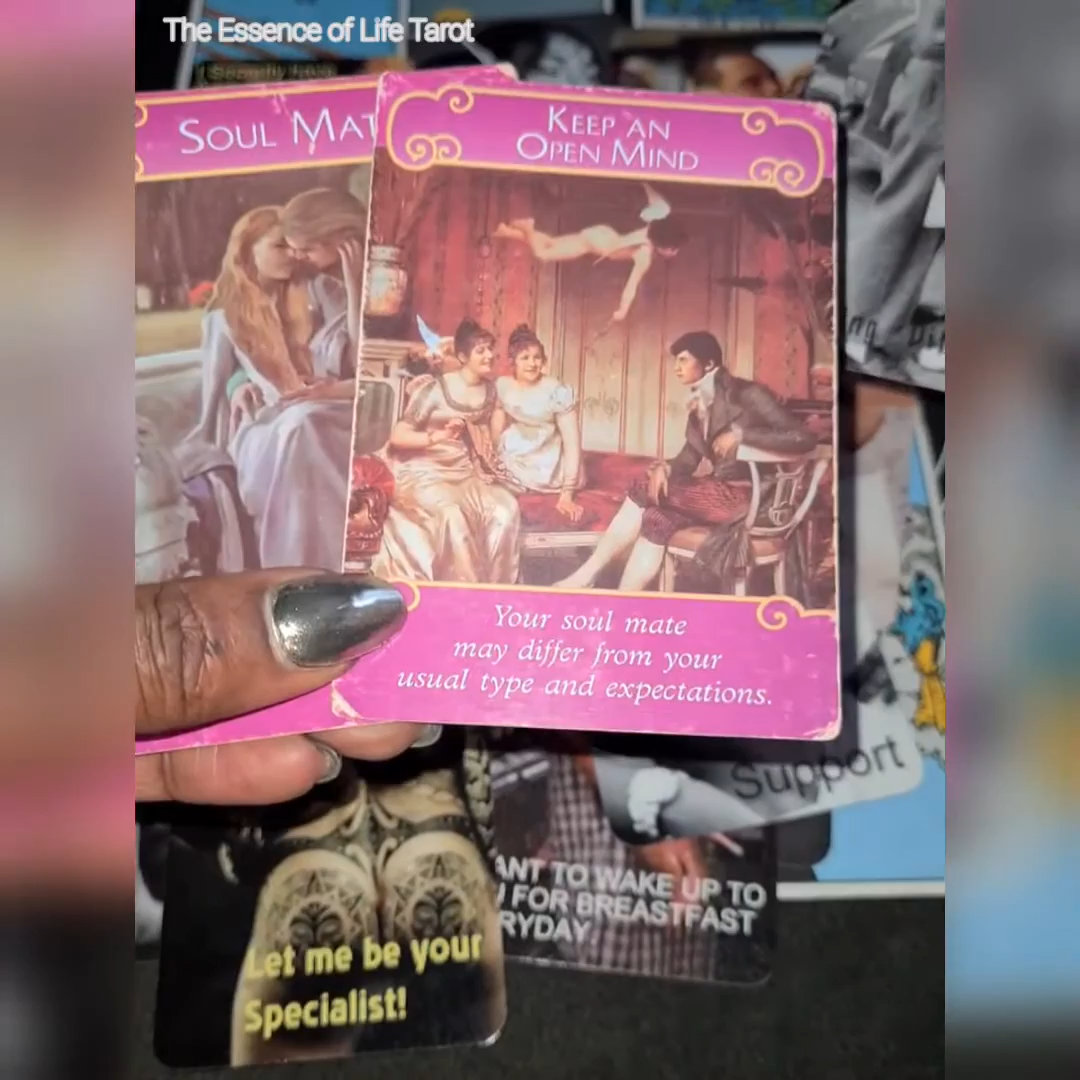 The Essence of Life Tarot
SOUL MAT
KEEP AN
OPEN MIND
Your soul mate
may differ from your
usual type and expectations.
Support
ANT TO WAKE UP TO
FOR BREASTFAST
RYDAY
Let me be your
Specialist!